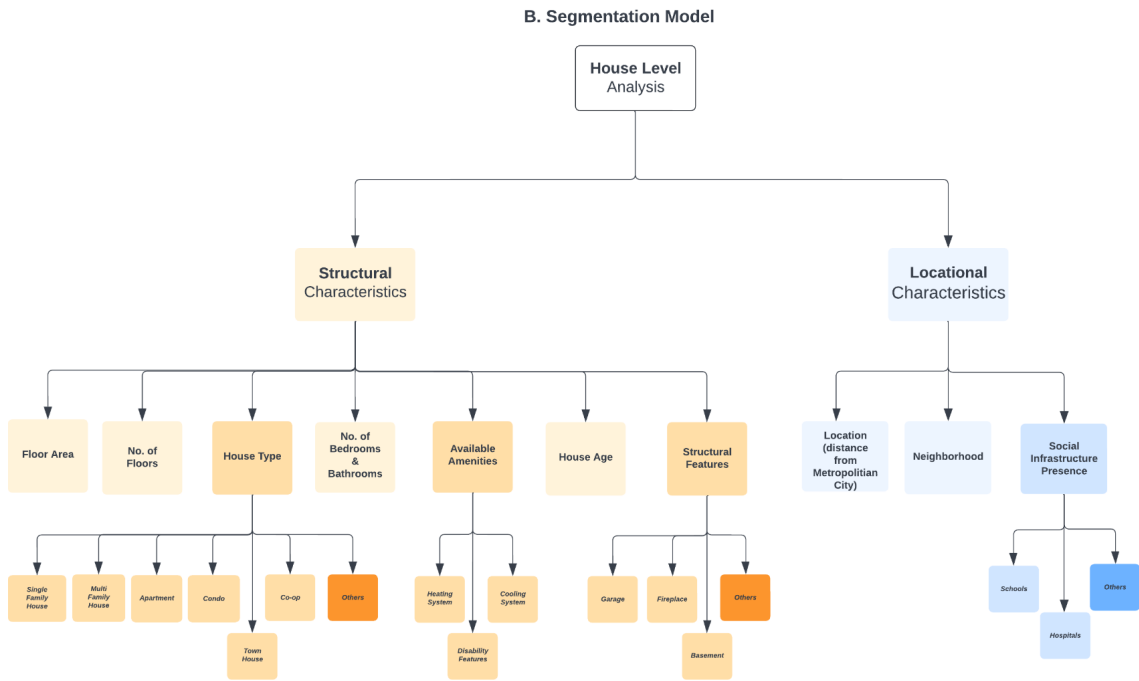 B. Segmentation Model
House Level
Analysis
Structural
Characteristics
Locational
Characteristics
Floor Area
No. of
Floors
House Type
No. of
Bedrooms
&
Bathrooms
Available
Amenities
House Age
Structural
Features
Location
(distance
from
Metropolitian
City)
Neighborhood
Social
Infrastructure
Presence
Single
Family
House
Multi
Family
House
Apartment
Condo
Co-op
Others
Town
House
Heating
System
Cooling
System
Disability
Features
Garage
Fireplace
Others
Basement
Schools
Others
Hospitals